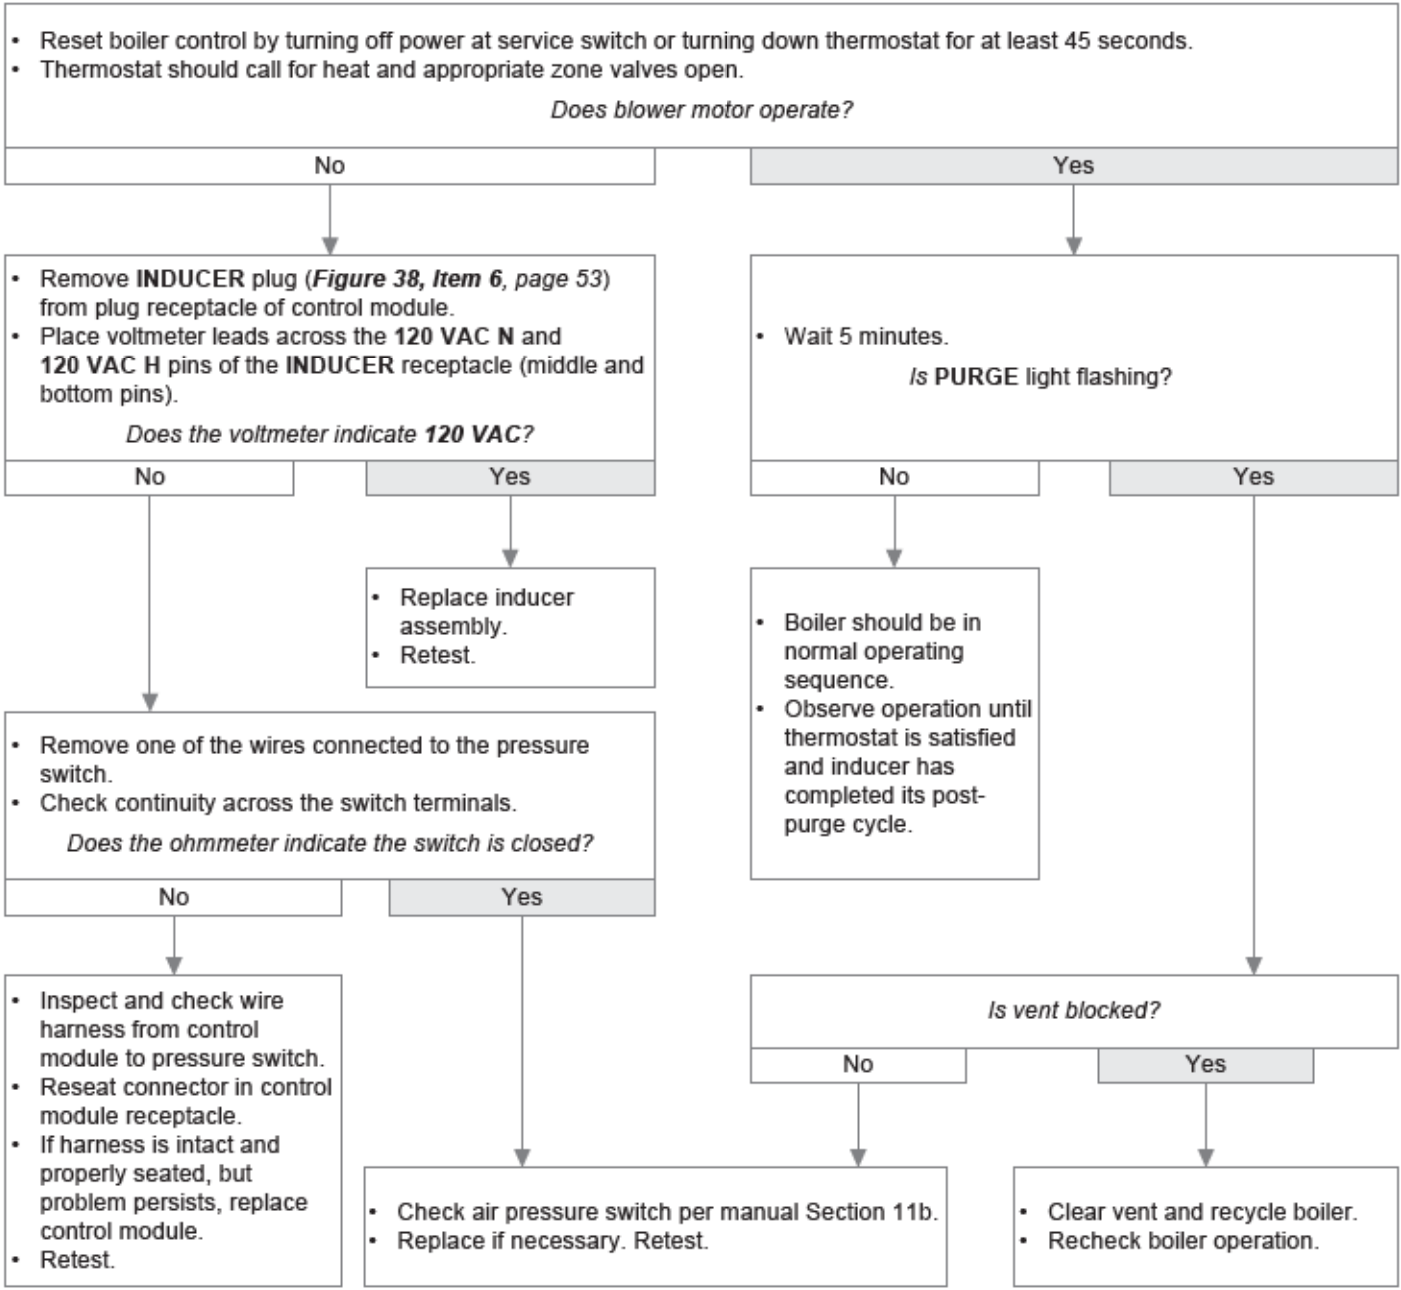 • Reset boiler control by turning off power at service switch or turning down thermostat for at least 45 seconds.
• Thermostat should call for heat and appropriate zone valves open.
Does blower motor operate?
No
Yes
• Remove INDUCER plug (Figure 38, Item 6, page 53)
from plug receptacle of control module.
• Place voltmeter leads across the 120 VAC N and
120 VAC H pins of the INDUCER receptacle (middle and
bottom pins).
Does the voltmeter indicate 120 VAC?
No
Yes
• Wait 5 minutes.
Is PURGE light flashing?
No
Yes
• Replace inducer
assembly.
• Retest.
• Boiler should be in
normal operating
sequence.
• Observe operation until
thermostat is satisfied
and inducer has
completed its post-
purge cycle.
• Remove one of the wires connected to the pressure
switch.
• Check continuity across the switch terminals.
Does the ohmmeter indicate the switch is closed?
No
Yes
• Inspect and check wire
harness from control
module to pressure switch.
• Reseat connector in control
module receptacle.
• If harness is intact and
properly seated, but
problem persists, replace
control module.
• Retest.
Is vent blocked?
No
Yes
• Check air pressure switch per manual Section 11b.
• Replace if necessary. Retest.
• Clear vent and recycle boiler.
• Recheck boiler operation.